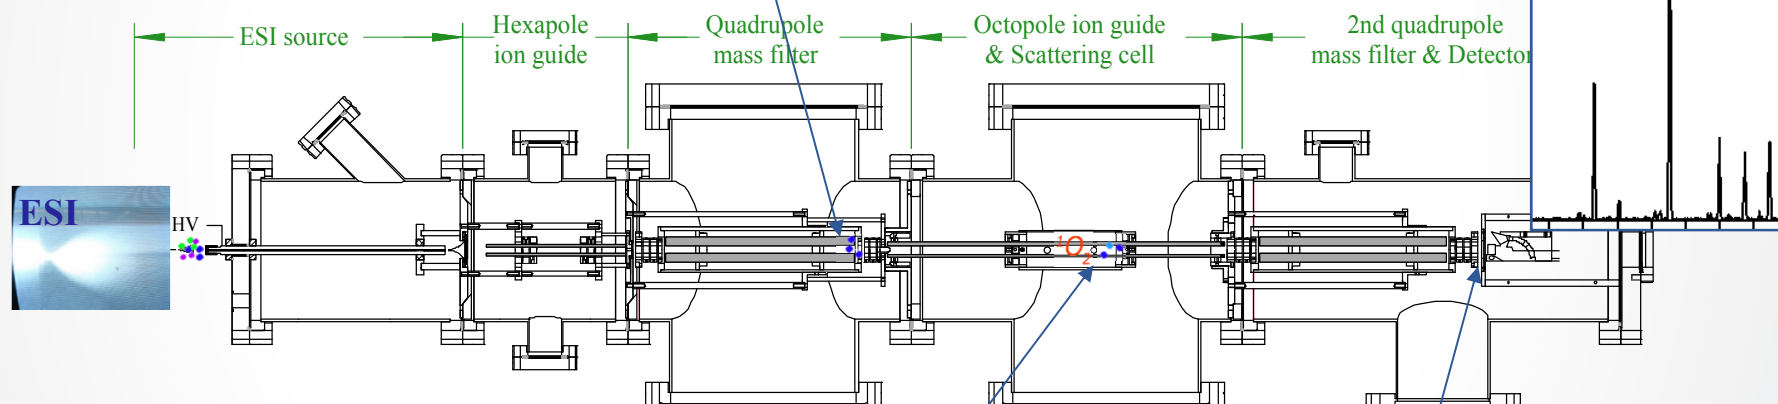 ESI source
Hexapole
ion guide
Quadrupole
mass filter
Octopole ion guide
& Scattering cell
2nd quadrupole
mass filter & Detector
ESI
HV
¹O₂